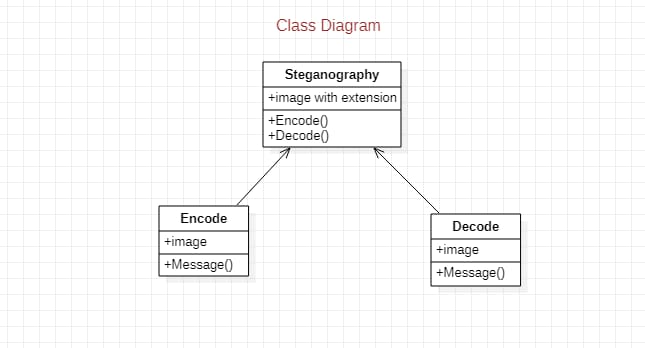 Class Diagram
Steganography
+image with extension
+Encode()
+Decode()
Encode
+image
+Message()
Decode
+image
+Message()